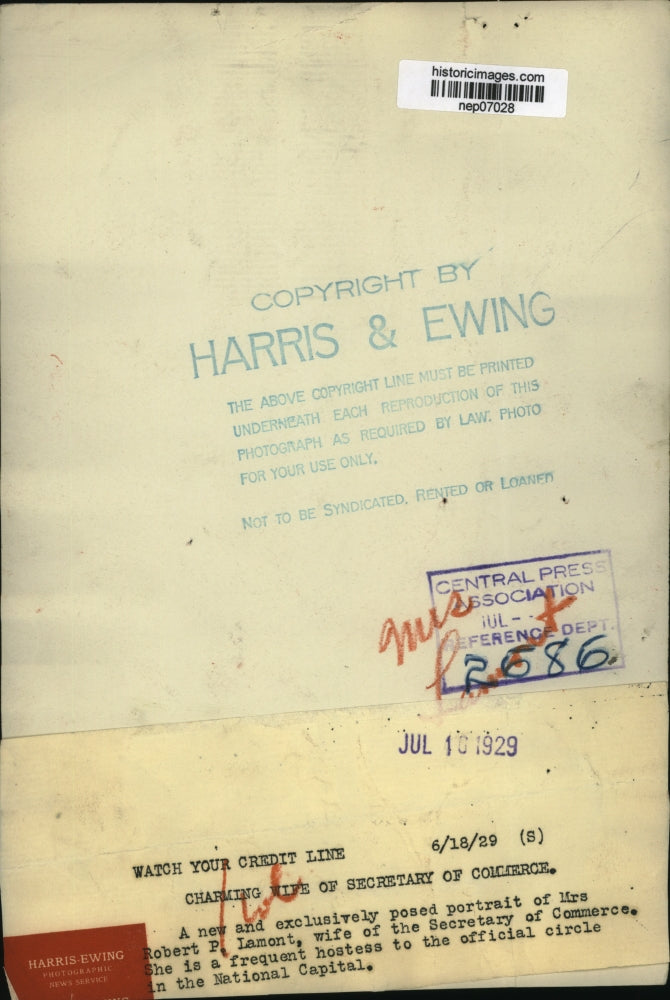 historicimages.com
nep07028
COPYRIGHT BY
HARRIS & EWING
THE ABOVE COPYRIGHT LINE MUST BE PRINTED
UNDERNEATH EACH REPRODUCTION OF THIS
PHOTOGRAPH AS REQUIRED BY LAW. PHOTO
FOR YOUR USE ONLY.
NOT TO BE SYNDICATED, RENTED OR LOANED
CENTRAL PRESS
ASSOCIATION
JUL - -
REFERENCE DEPT.
Mrs
Lamont
2686
JUL 1 1929
6/18/29 (S)
WATCH YOUR CREDIT LINE
CHARMING WIFE OF SECRETARY OF COMMERCE.
A new and exclusively posed portrait of Mrs
Robert P. Lamont, wife of the Secretary of Commerce.
She is a frequent hostess to the official circle
in the National Capital.
HARRIS-EWING
PHOTOGRAPHIC
NEWS SERVICE